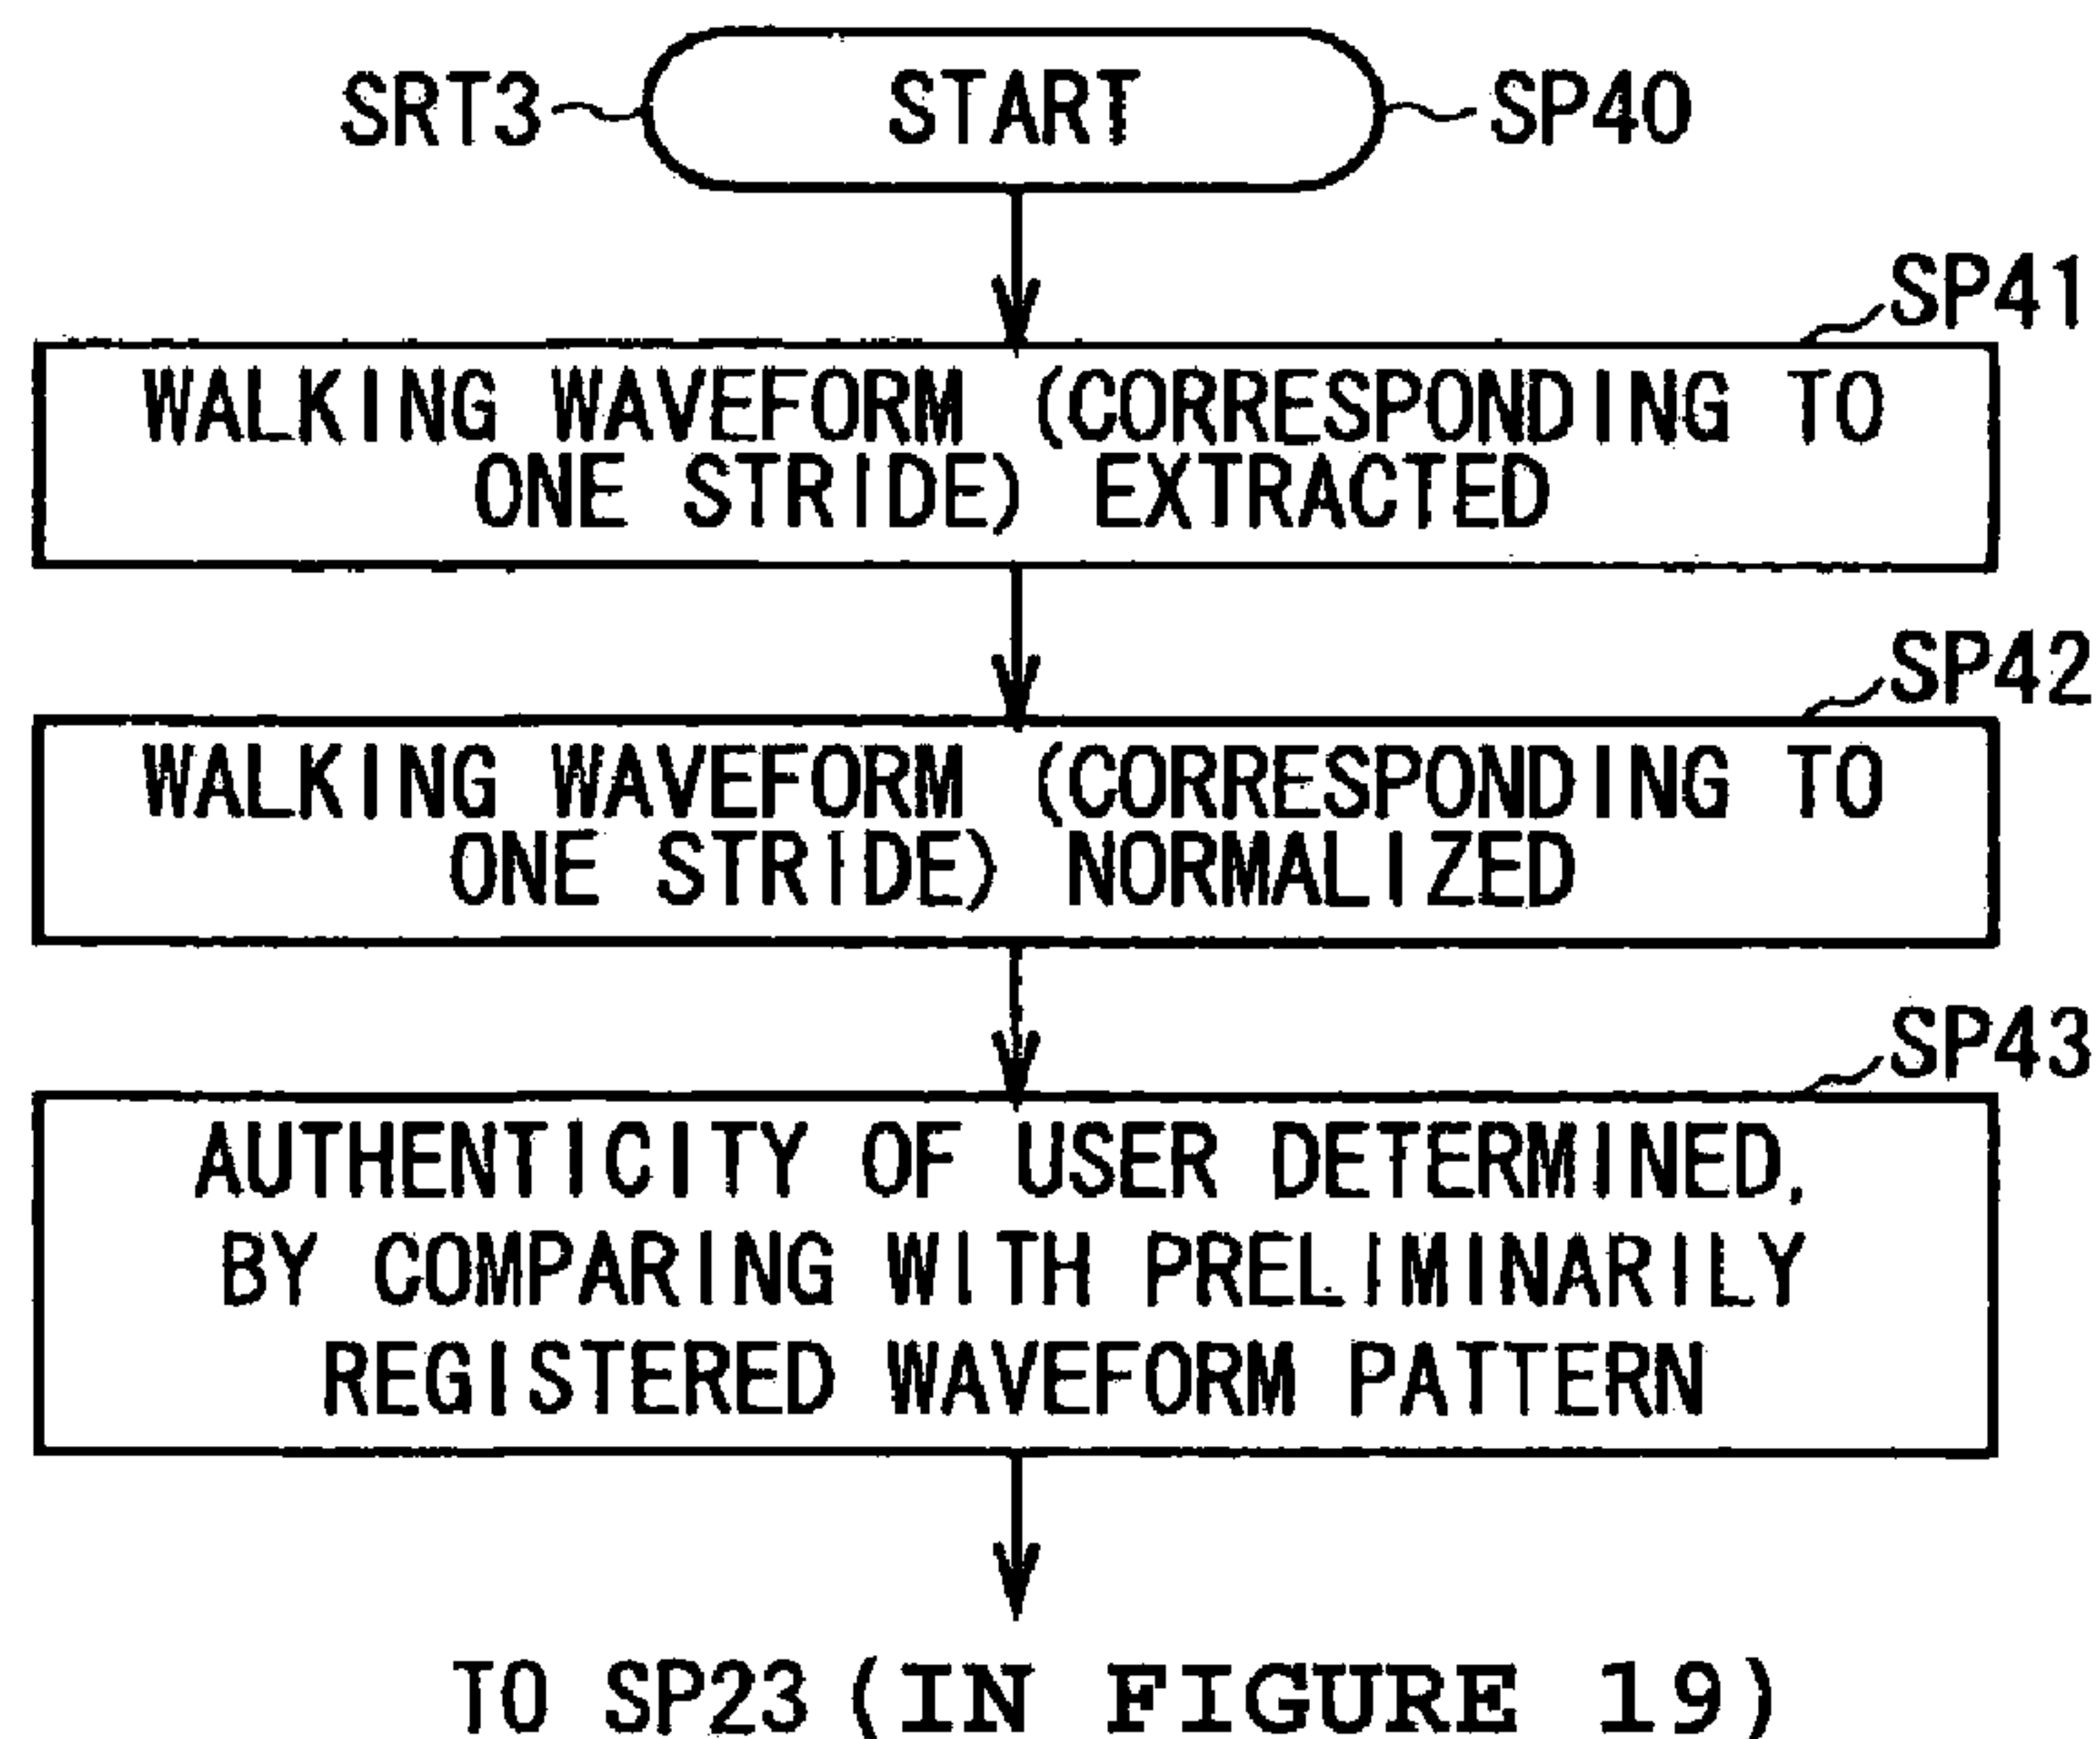 SRT3 START SP40
SP41
WALKING WAVEFORM (CORRESPONDING TO
ONE STRIDE) EXTRACTED
SP42
WALKING WAVEFORM (CORRESPONDING TO
ONE STRIDE) NORMALIZED
SP43
AUTHENTICITY OF USER DETERMINED,
BY COMPARING WITH PRELIMINARILY
REGISTERED WAVEFORM PATTERN
TO SP23 (IN FIGURE 19)